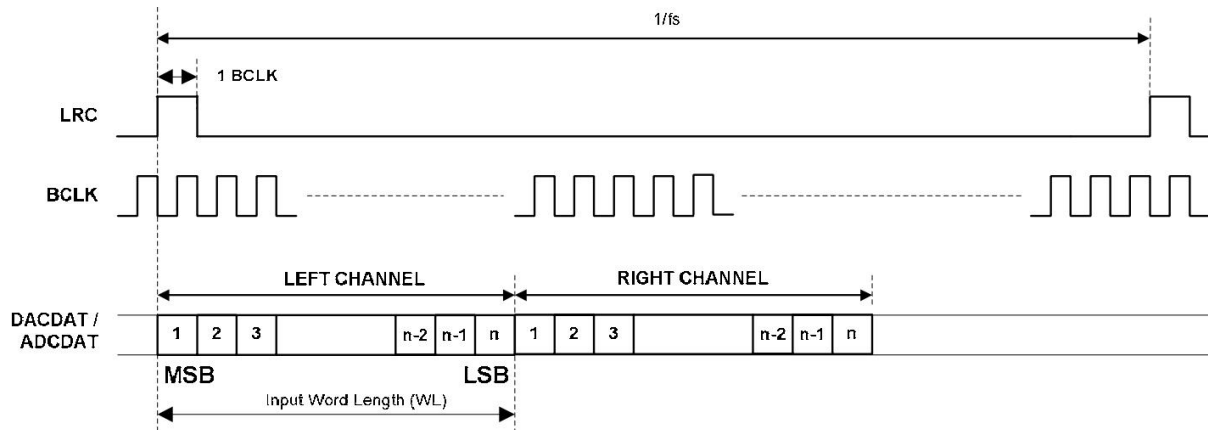 1/fs
1 BCLK
LRC
BCLK
LEFT CHANNEL
RIGHT CHANNEL
DACDAT /
ADCDAT
1 2 3 n-2 n-1 n 1 2 3 n-2 n-1 n
MSB LSB
Input Word Length (WL)